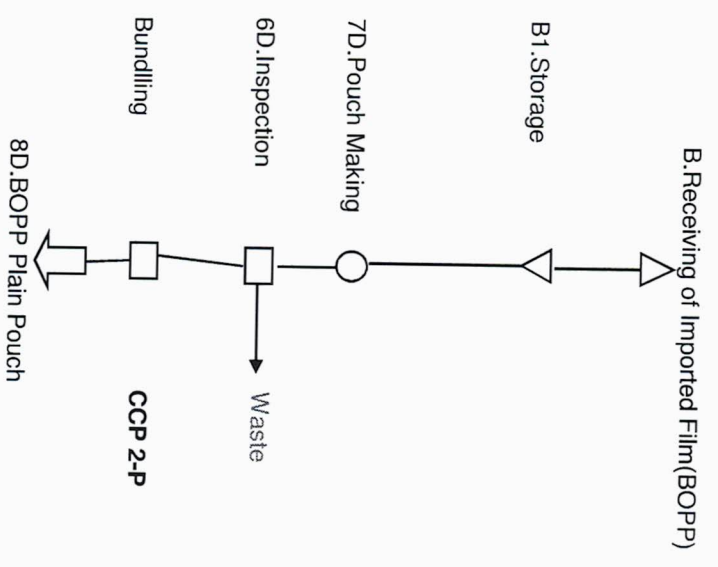 B.Receiving of Imported Film(BOPP)
B1.Storage
7D.Pouch Making
6D.Inspection
Waste
Bundlling
CCP 2-P
8D.BOPP Plain Pouch